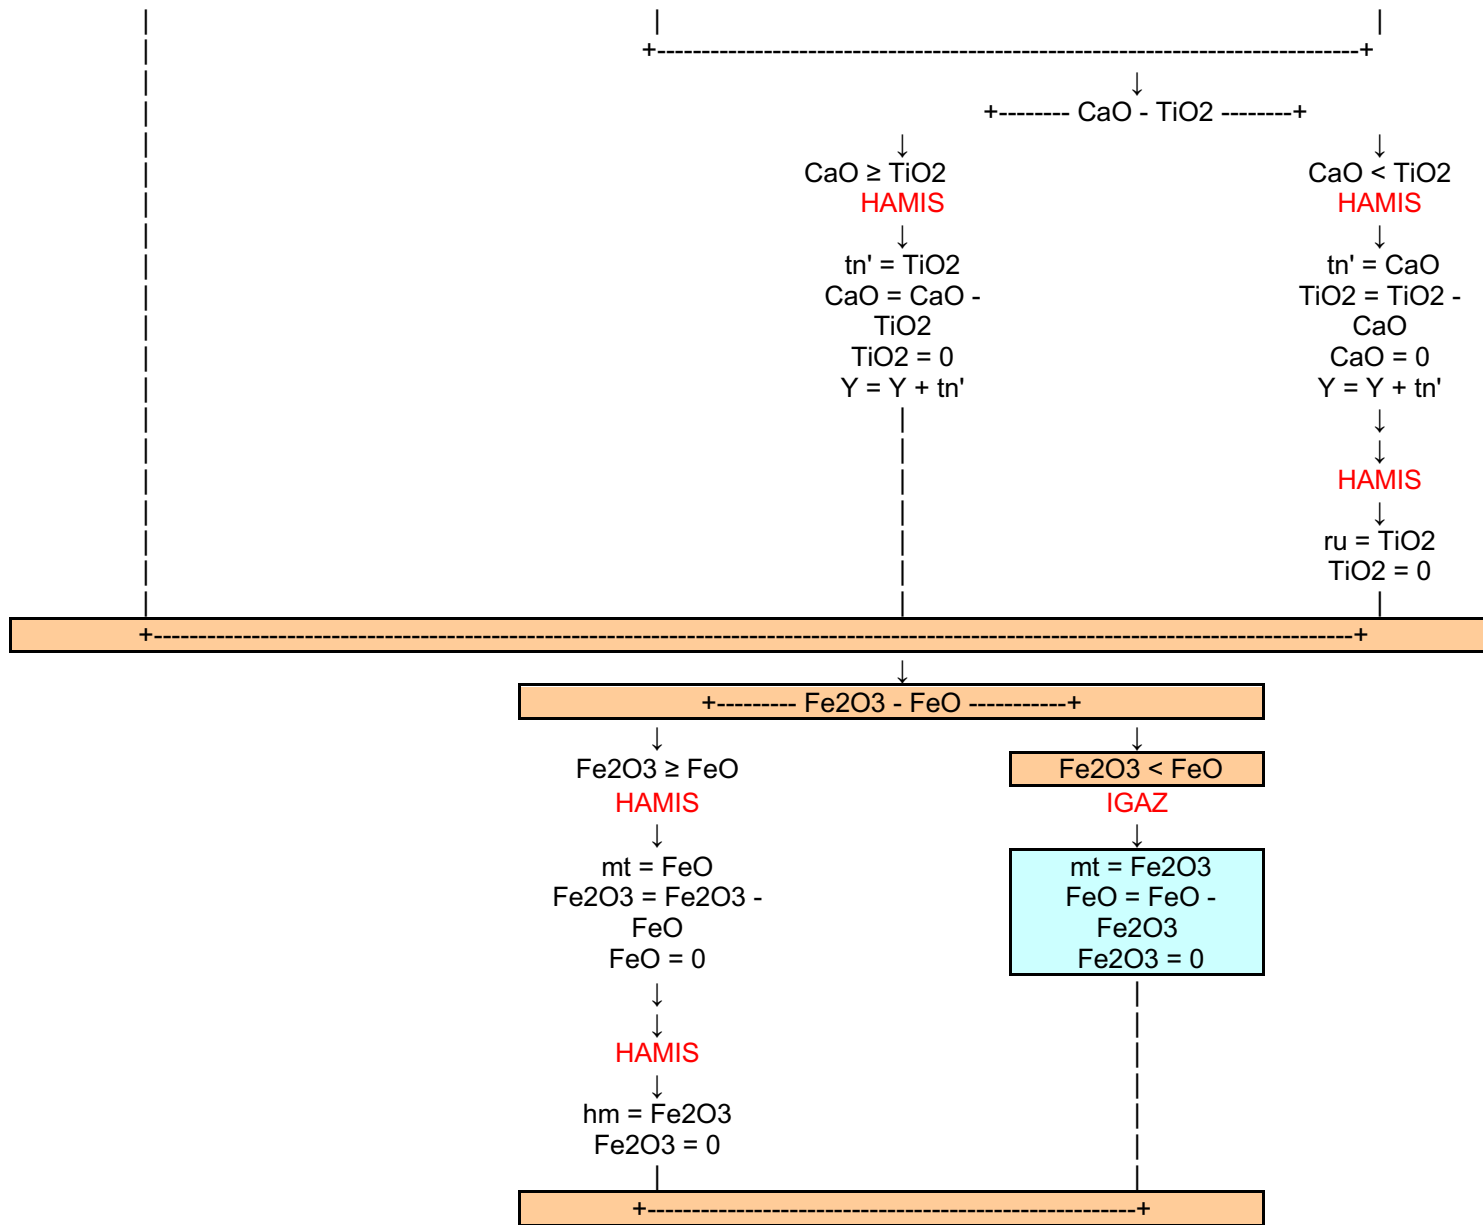 +--------------------------------------------------------------------------------+
↓
+-------- CaO - TiO2 --------+
↓ ↓
CaO ≥ TiO2 CaO < TiO2
HAMIS HAMIS
↓ ↓
tn' = TiO2 tn' = CaO
CaO = CaO - TiO2 = TiO2 -
TiO2 CaO
TiO2 = 0 CaO = 0
Y = Y + tn' Y = Y + tn'
↓
↓
HAMIS
↓
ru = TiO2
TiO2 = 0
+----------------------------------------------------------------------------------------------------------------------------------------+
↓
+--------- Fe2O3 - FeO -----------+
↓ ↓
Fe2O3 ≥ FeO Fe2O3 < FeO
HAMIS IGAZ
↓ ↓
mt = FeO mt = Fe2O3
Fe2O3 = Fe2O3 - FeO = FeO -
FeO Fe2O3
FeO = 0 Fe2O3 = 0
↓
↓
HAMIS
↓
hm = Fe2O3
Fe2O3 = 0
+-------------------------------------------------------+